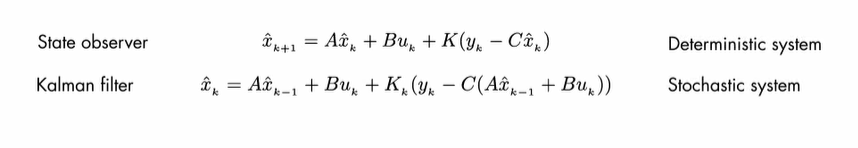 State observer x̂ₖ₊₁ = Ax̂ₖ + Buₖ + K(yₖ − Cx̂ₖ) Deterministic system
Kalman filter x̂ₖ = Ax̂ₖ₋₁ + Buₖ + Kₖ(yₖ − C(Ax̂ₖ₋₁ + Buₖ)) Stochastic system